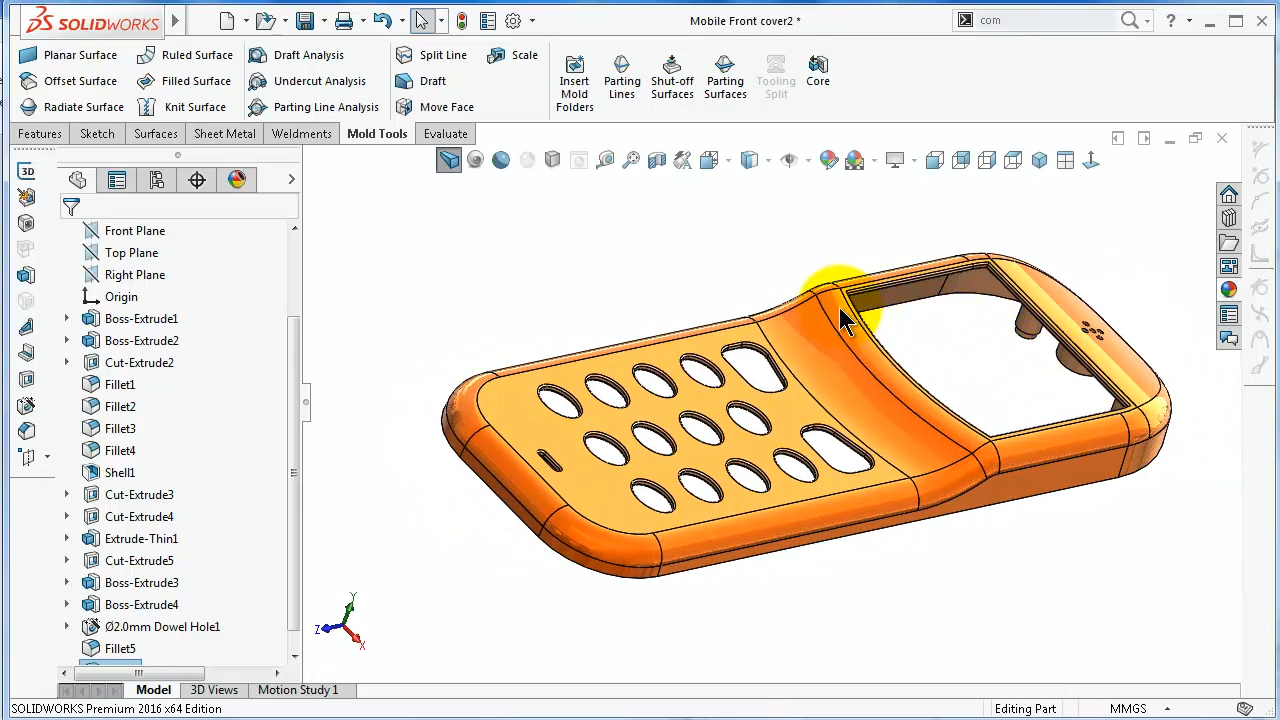 SOLIDWORKS
Mobile Front cover2 *
com
?
Planar Surface
Ruled Surface
Draft Analysis
Split Line
Scale
Offset Surface
Filled Surface
Undercut Analysis
Draft
Radiate Surface
Knit Surface
Parting Line Analysis
Move Face
Insert
Mold
Folders
Parting
Lines
Shut-off
Surfaces
Parting
Surfaces
Tooling
Split
Core
Features
Sketch
Surfaces
Sheet Metal
Weldments
Mold Tools
Evaluate
3D
Front Plane
Top Plane
Right Plane
Origin
Boss-Extrude1
Boss-Extrude2
Cut-Extrude2
Fillet1
Fillet2
Fillet3
Fillet4
Shell1
Cut-Extrude3
Cut-Extrude4
Extrude-Thin1
Cut-Extrude5
Boss-Extrude3
Boss-Extrude4
Ø2.0mm Dowel Hole1
Fillet5
Y
Z
X
Model
3D Views
Motion Study 1
SOLIDWORKS Premium 2016 x64 Edition
Editing Part
MMGS